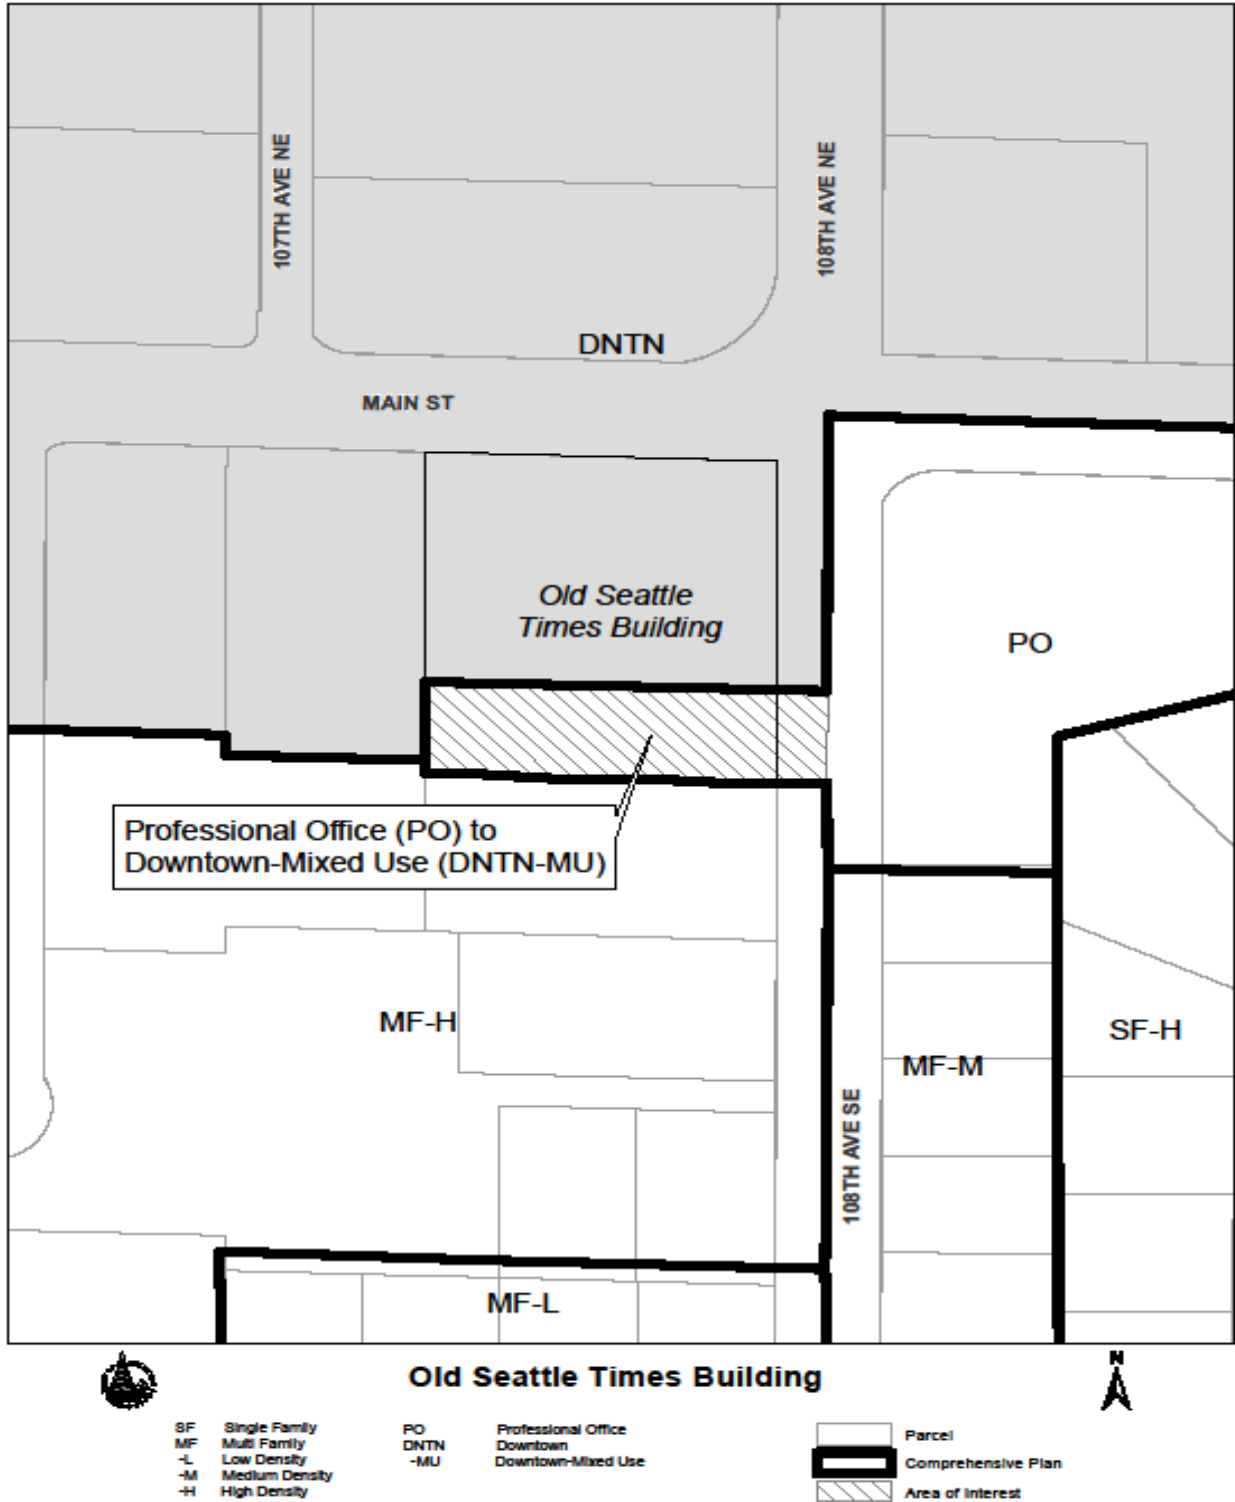 107TH AVE NE
108TH AVE NE
DNTN
MAIN ST
Old Seattle
Times Building
PO
Professional Office (PO) to
Downtown-Mixed Use (DNTN-MU)
MF-H
SF-H
MF-M
108TH AVE SE
MF-L
Old Seattle Times Building
N
SF Single Family
MF Multi Family
-L Low Density
-M Medium Density
-H High Density
PO Professional Office
DNTN Downtown
-MU Downtown-Mixed Use
Parcel
Comprehensive Plan
Area of Interest